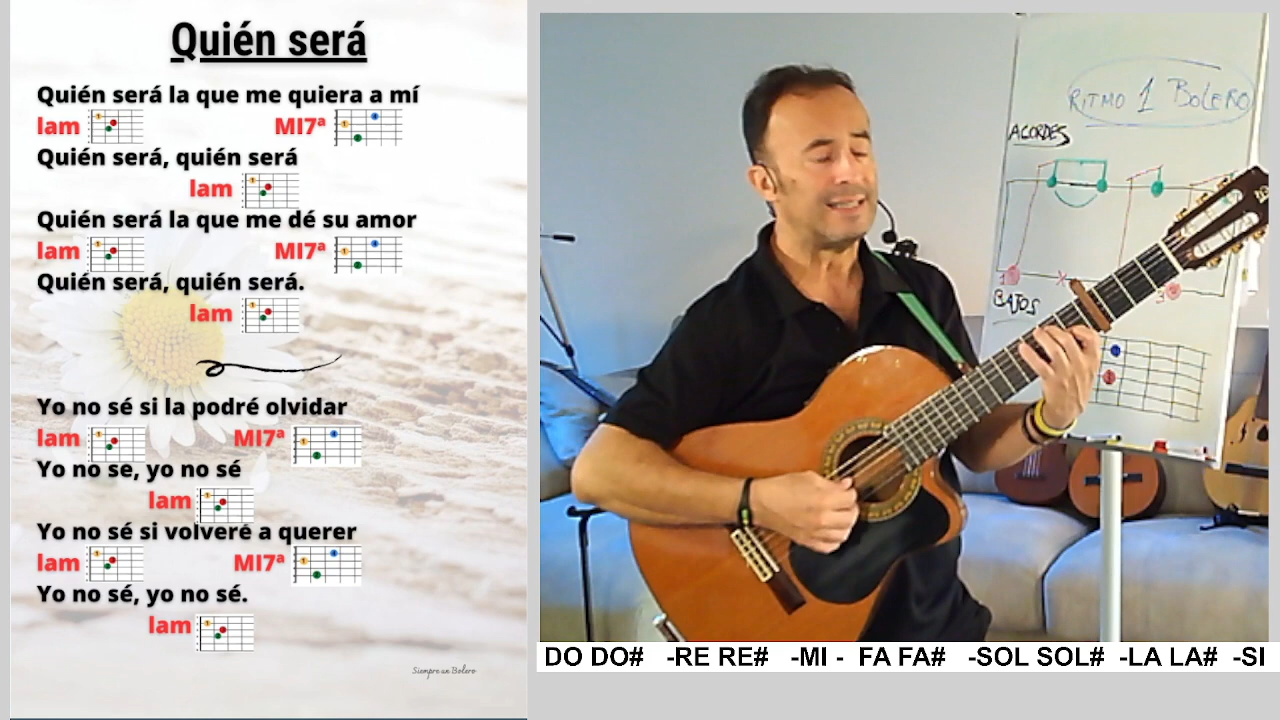 Quién será
Quién será la que me quiera a mí
lam MI7ª
Quién será, quién será
lam
Quién será la que me dé su amor
lam MI7ª
Quién será, quién será.
lam
Yo no sé si la podré olvidar
lam MI7ª
Yo no se, yo no sé
lam
Yo no sé si volveré a querer
lam MI7ª
Yo no sé, yo no sé.
lam
Siempre un Bolero
RITMO 1 BOLERO
ACORDES
1
3
BAJOS
DO DO# -RE RE# -MI - FA FA# -SOL SOL# -LA LA# -SI